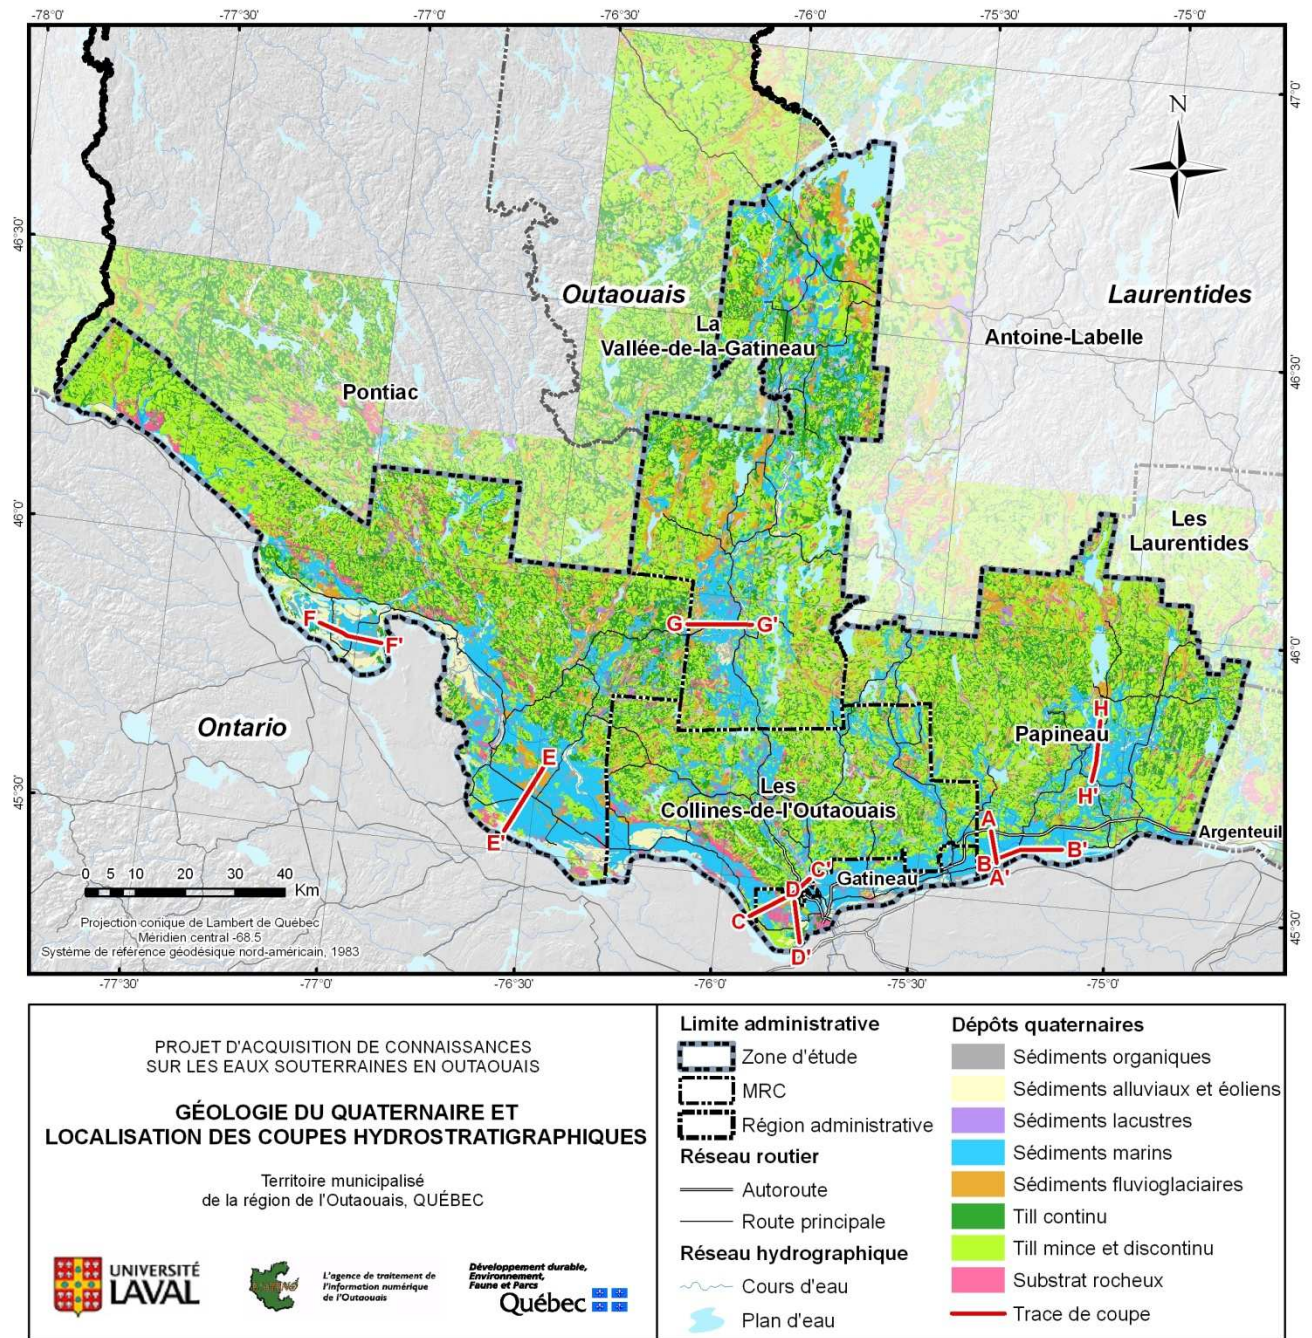 -78°0' -77°30' -77°0' -76°30' -76°0' -75°30' -75°0'
47°0'
N
46°30'
Outaouais
Laurentides
La
Vallée-de-la-Gatineau
Antoine-Labelle
46°30'
Pontiac
46°0'
Les
Laurentides
F
F'
G
G'
46°0'
Ontario
H
Papineau
E
H'
45°30'
Les
Collines-de-l'Outaouais
A
Argenteuil
E'
B
B'
A'
C'
Gatineau
D
C
D'
0 5 10 20 30 40
Km
45°30'
Projection conique de Lambert de Québec
Méridien central -68.5
Système de référence géodésique nord-américain, 1983
-77°30' -77°0' -76°30' -76°0' -75°30' -75°0'
PROJET D'ACQUISITION DE CONNAISSANCES
SUR LES EAUX SOUTERRAINES EN OUTAOUAIS
GÉOLOGIE DU QUATERNAIRE ET
LOCALISATION DES COUPES HYDROSTRATIGRAPHIQUES
Territoire municipalisé
de la région de l'Outaouais, QUÉBEC
UNIVERSITÉ
LAVAL
L'agence de traitement de
l'information numérique
de l'Outaouais
Développement durable,
Environnement,
Faune et Parcs
Québec
Limite administrative
Zone d'étude
MRC
Région administrative
Réseau routier
Autoroute
Route principale
Réseau hydrographique
Cours d'eau
Plan d'eau
Dépôts quaternaires
Sédiments organiques
Sédiments alluviaux et éoliens
Sédiments lacustres
Sédiments marins
Sédiments fluvioglaciaires
Till continu
Till mince et discontinu
Substrat rocheux
Trace de coupe